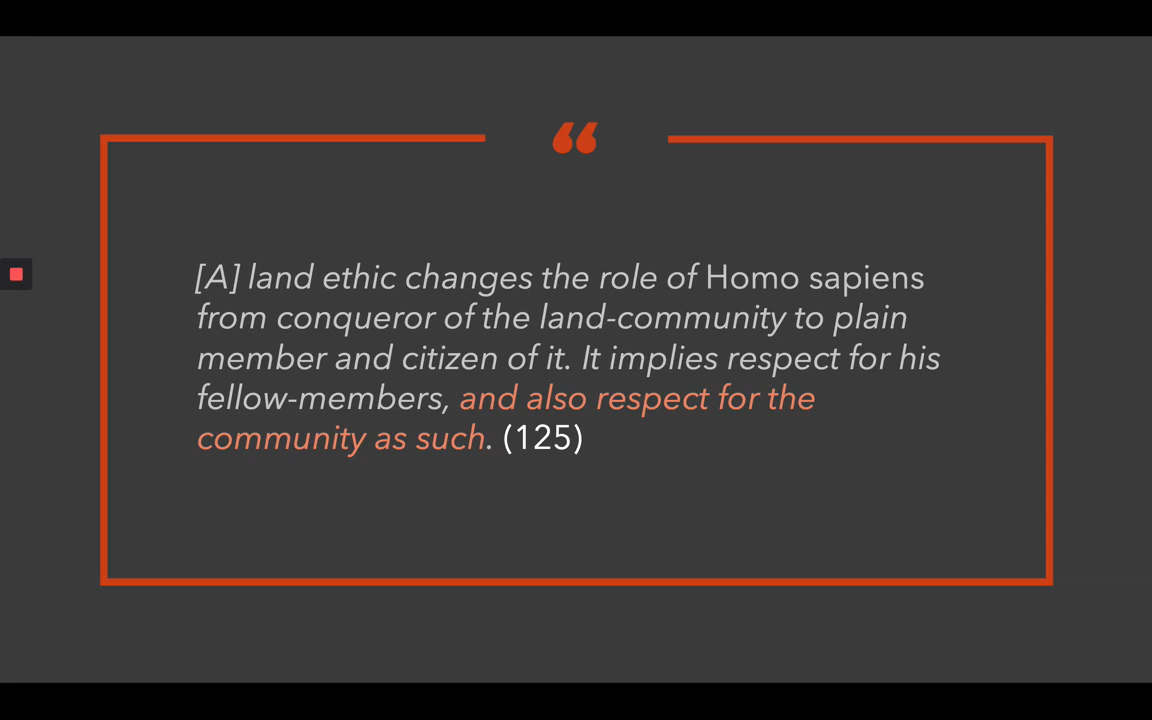 “
[A] land ethic changes the role of Homo sapiens
from conqueror of the land-community to plain
member and citizen of it. It implies respect for his
fellow-members, and also respect for the
community as such. (125)